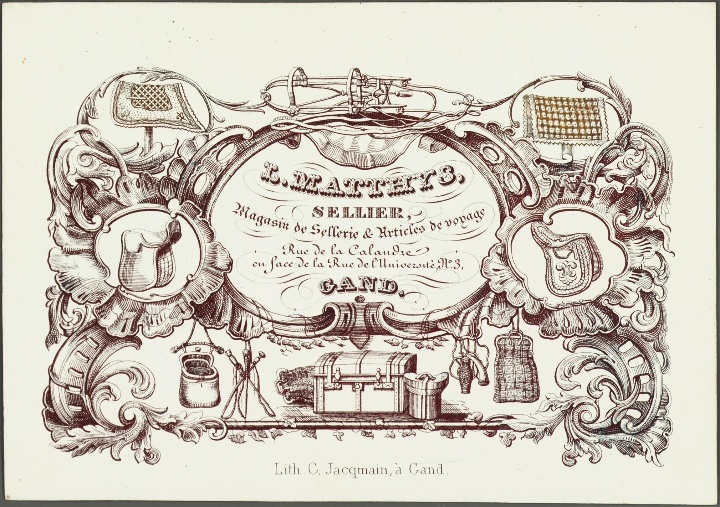 L. MATTHYS,
SELLIER,
Magasin de Sellerie & Articles de voyage
Rue de la Calandre
en face de la Rue de l'Université, N.º 3,
GAND.
Lith. C. Jacqmain, à Gand.